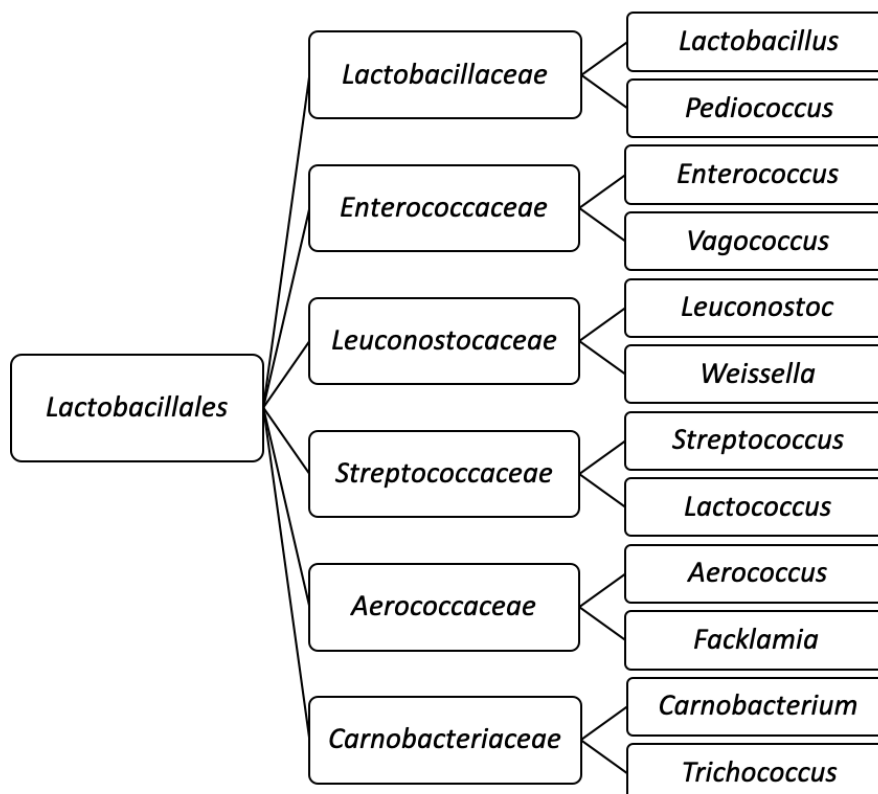 Lactobacillales
Lactobacillaceae
Lactobacillus
Pediococcus
Enterococcaceae
Enterococcus
Vagococcus
Leuconostocaceae
Leuconostoc
Weissella
Streptococcaceae
Streptococcus
Lactococcus
Aerococcaceae
Aerococcus
Facklamia
Carnobacteriaceae
Carnobacterium
Trichococcus